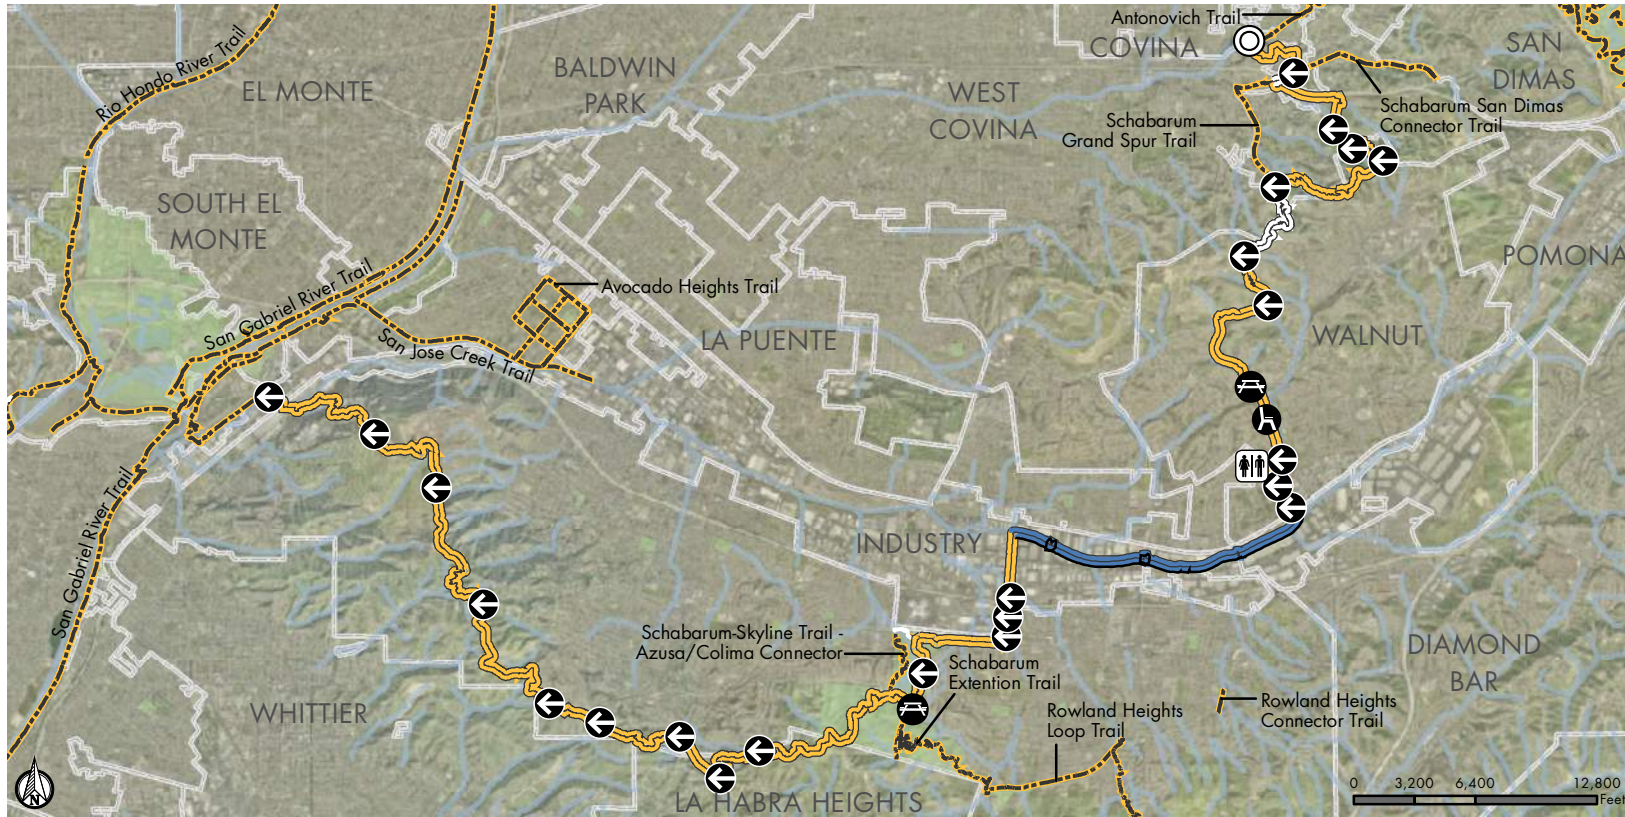 Antonovich Trail
COVINA
SAN
DIMAS
Rio Hondo River Trail
EL MONTE
BALDWIN
PARK
WEST
COVINA
Schabarum San Dimas
Connector Trail
Schabarum
Grand Spur Trail
SOUTH EL
MONTE
POMONA
San Gabriel River Trail
Avocado Heights Trail
San Jose Creek Trail
LA PUENTE
WALNUT
San Gabriel River Trail
INDUSTRY
Schabarum-Skyline Trail -
Azusa/Colima Connector
Schabarum
Extention Trail
DIAMOND
BAR
WHITTIER
Rowland Heights
Loop Trail
Rowland Heights
Connector Trail
LA HABRA HEIGHTS
N
0 3,200 6,400 12,800
Feet